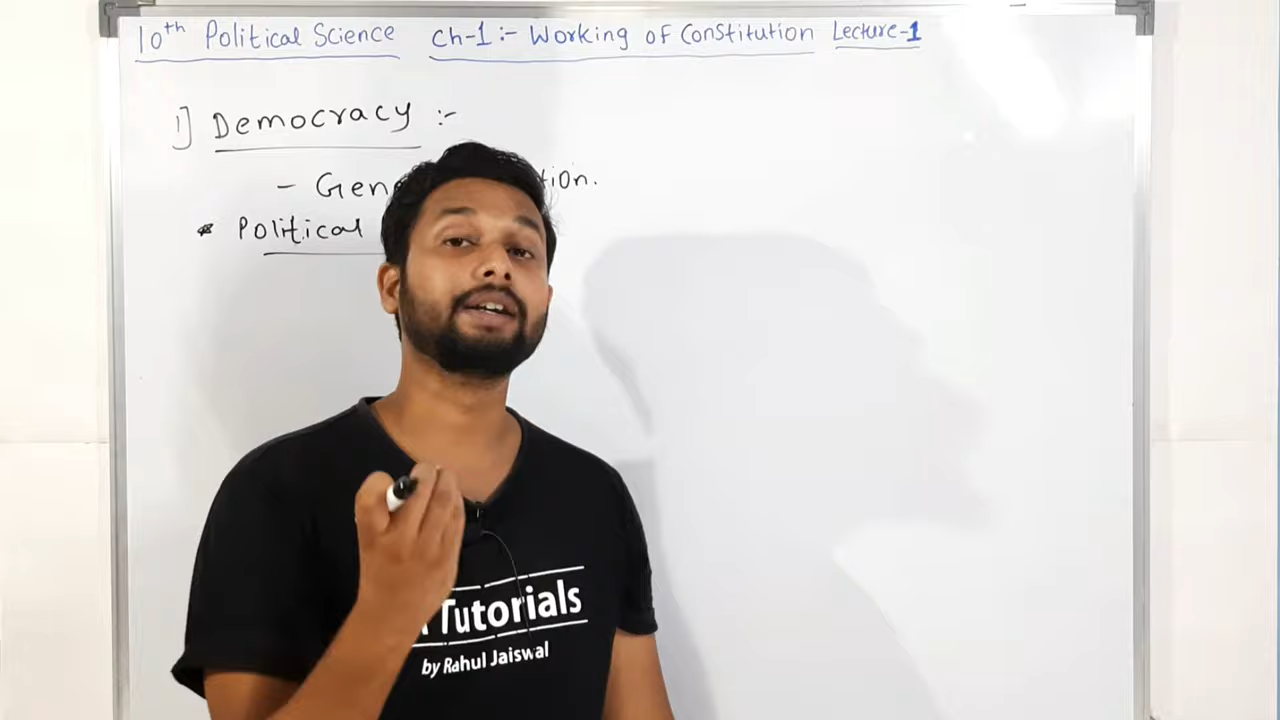 10th Political Science ch-1:- Working of Constitution Lecture-1
1] Democracy :-
- Gen tion.
* Political
Tutorials
by Rahul Jaiswal